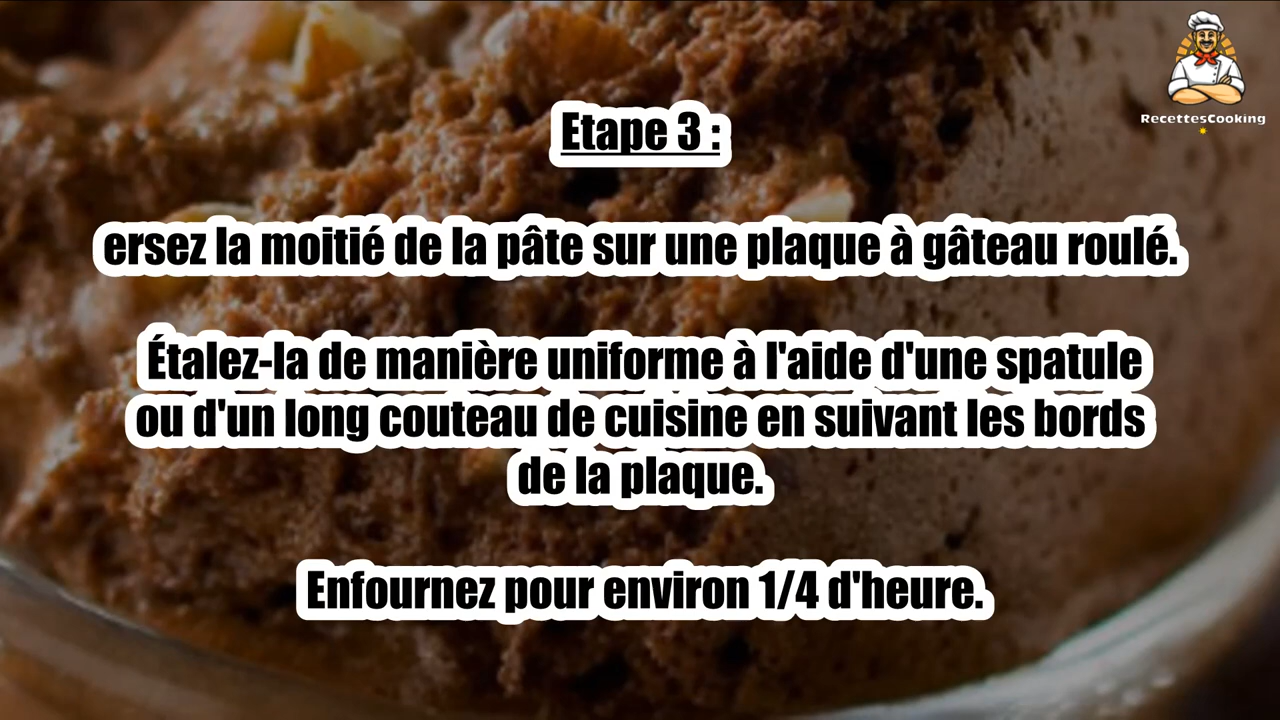 RecettesCooking
Etape 3 :
ersez la moitié de la pâte sur une plaque à gâteau roulé.
Étalez-la de manière uniforme à l'aide d'une spatule
ou d'un long couteau de cuisine en suivant les bords
de la plaque.
Enfournez pour environ 1/4 d'heure.